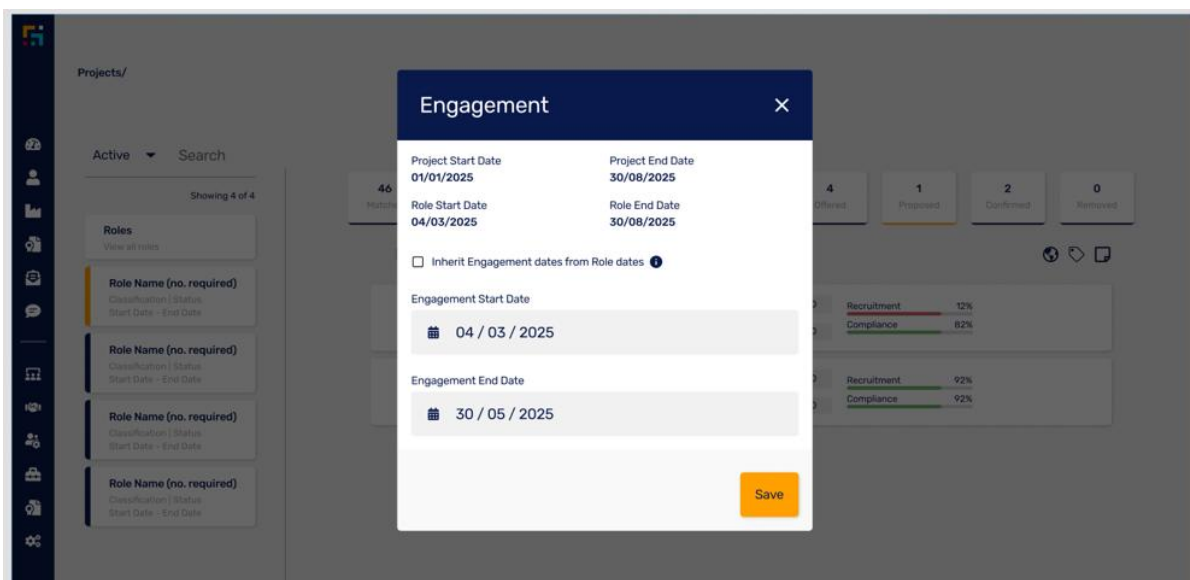 Projects/
Active
Search
Showing 4 of 4
Roles
View all roles
Role Name (no. required)
Classification | Status
Start Date - End Date
Role Name (no. required)
Classification | Status
Start Date - End Date
Role Name (no. required)
Classification | Status
Start Date - End Date
Role Name (no. required)
Classification | Status
Start Date - End Date
46
4
Offered
1
Proposed
2
Confirmed
0
Removed
Recruitment 12%
Compliance 82%
Recruitment 92%
Compliance 92%
Engagement
Project Start Date
01/01/2025
Project End Date
30/08/2025
Role Start Date
04/03/2025
Role End Date
30/08/2025
Inherit Engagement dates from Role dates
Engagement Start Date
04 / 03 / 2025
Engagement End Date
30 / 05 / 2025
Save